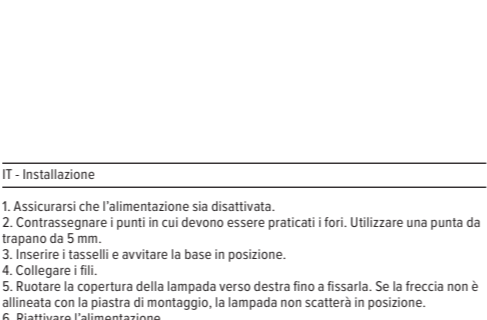 IT - Installazione
1. Assicurarsi che l'alimentazione sia disattivata.
2. Contrassegnare i punti in cui devono essere praticati i fori. Utilizzare una punta da
trapano da 5 mm.
3. Inserire i tasselli e avvitare la base in posizione.
4. Collegare i fili.
5. Ruotare la copertura della lampada verso destra fino a fissarla. Se la freccia non è
allineata con la piastra di montaggio, la lampada non scatterà in posizione.
6. Riattivare l'alimentazione